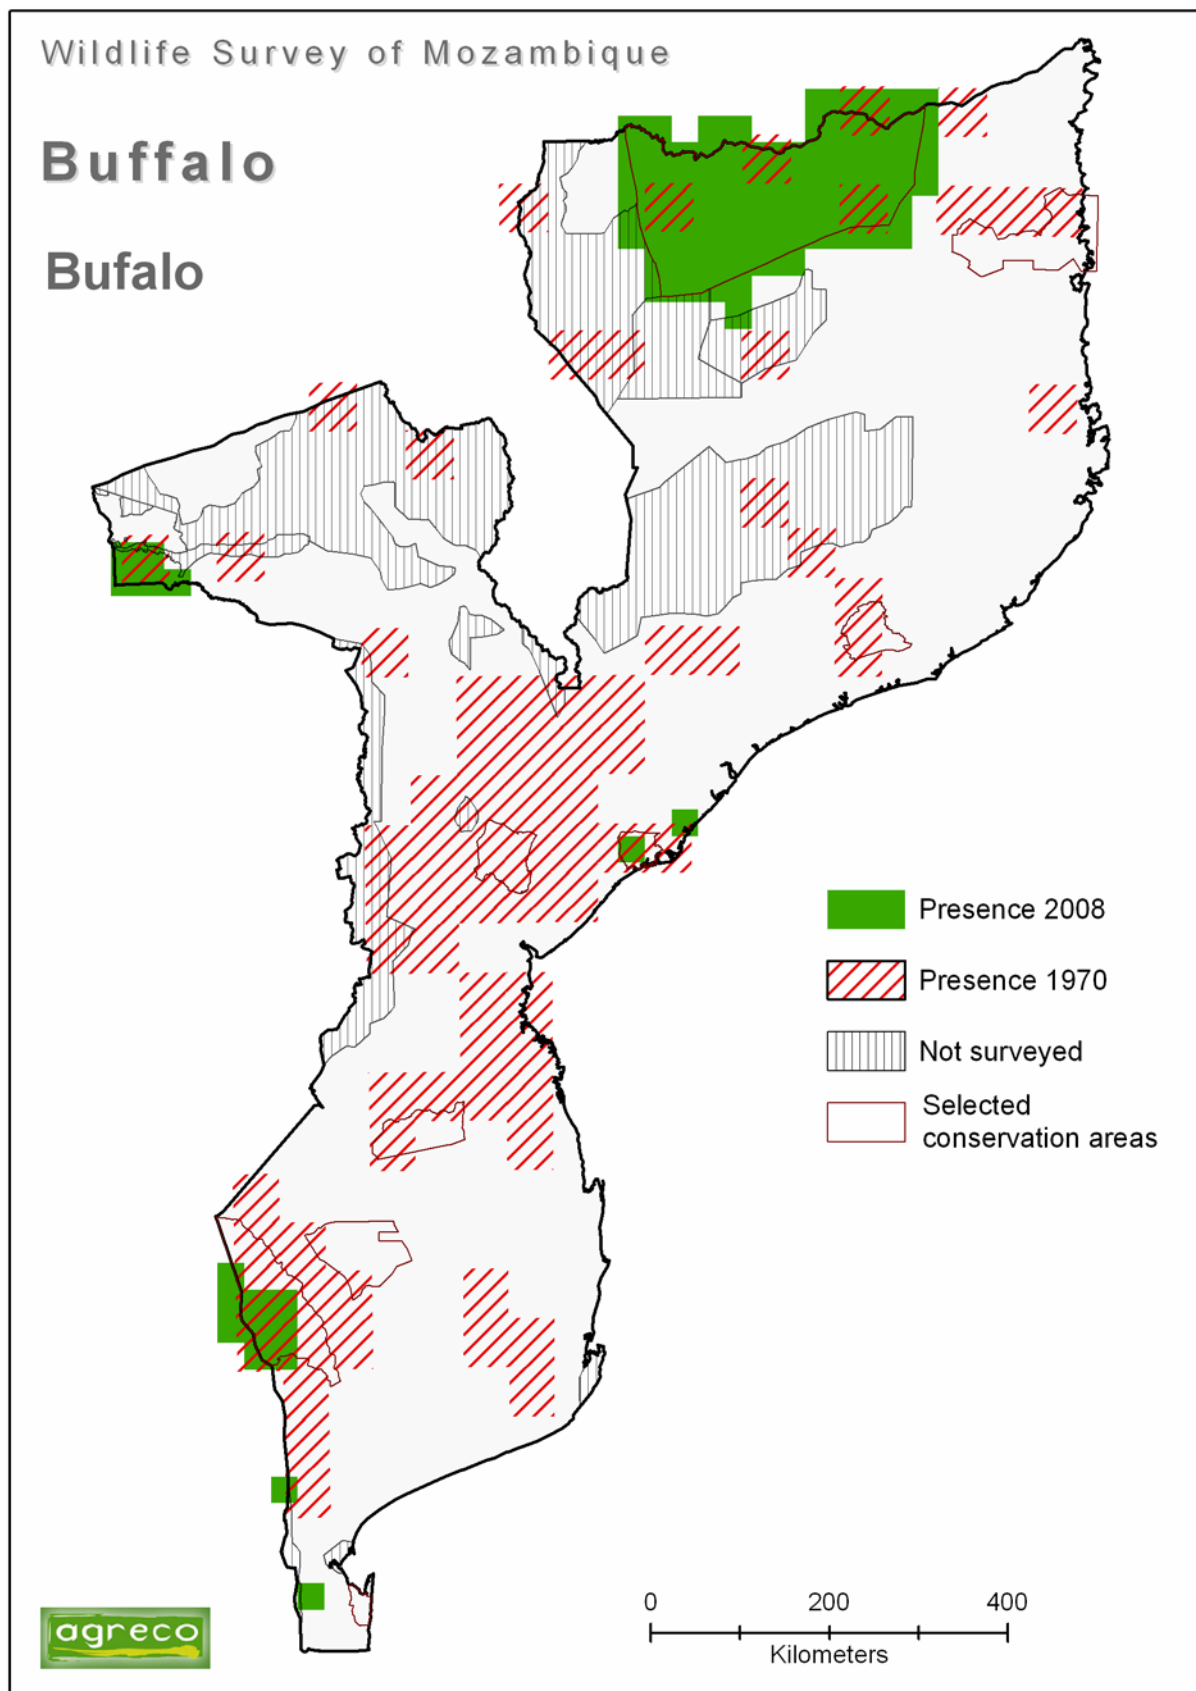 Wildlife Survey of Mozambique
Buffalo
Bufalo
Presence 2008
Presence 1970
Not surveyed
Selected
conservation areas
agreco
0 200 400
Kilometers